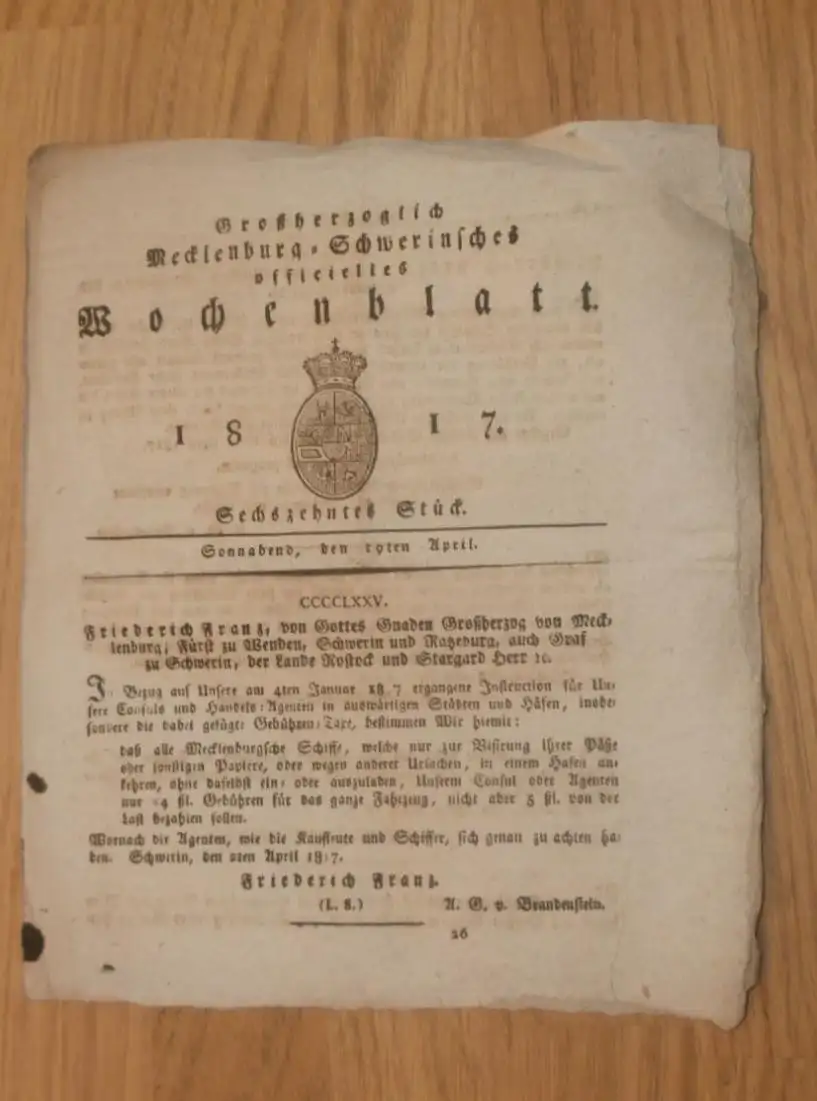 Großherzoglich
Mecklenburg-Schwerinsches
officielles
Wochenblatt.
1817.
Sechszehntes Stück.
Sonnabend, den 19ten April.
CCCCLXXV.
Friederich Franz, von Gottes Gnaden Großherzog von Meck-
lenburg, Fürst zu Wenden, Schwerin und Ratzeburg, auch Graf
zu Schwerin, der Lande Rostock und Stargard Herr ꝛc.
In Bezug auf Unsere am 4ten Januar 1817 ergangene Instruction für Un-
sere Consuls und Handels-Agenten in auswärtigen Städten und Häfen, inbe-
sondere die dabei gefügte Gebühren-Taxe, bestimmen Wir hiemit:
daß alle Mecklenburgsche Schiffe, welche nur zur Visirung ihrer Päße
oder sonstigen Papiere, oder wegen anderer Ursachen, in einem Hafen an-
kehren, ohne daselbst ein- oder auszuladen, Unserm Consul oder Agenten
nur 4 ßl. Gebühren für das ganze Fahrzeug, nicht aber 5 ßl. von der
Last bezahlen sollen.
Wornach die Agenten, wie die Kaufleute und Schiffer, sich genau zu achten ha-
ben. Schwerin, den 2ten April 1817.
Friederich Franz.
(L. S.) A. G. v. Brandenstein.
26